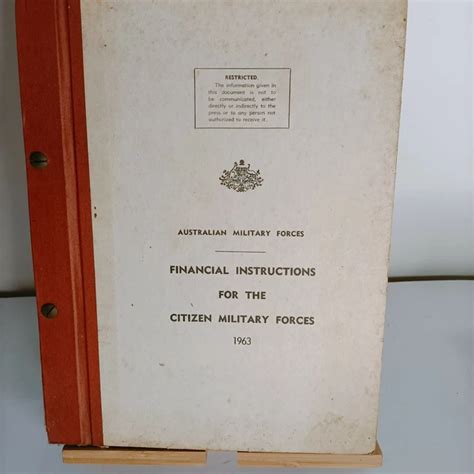 RESTRICTED.
The information given in
this document is not to
be communicated, either
directly or indirectly to the
press or to any person not
authorized to receive it.
AUSTRALIAN MILITARY FORCES
FINANCIAL INSTRUCTIONS
FOR THE
CITIZEN MILITARY FORCES
1963